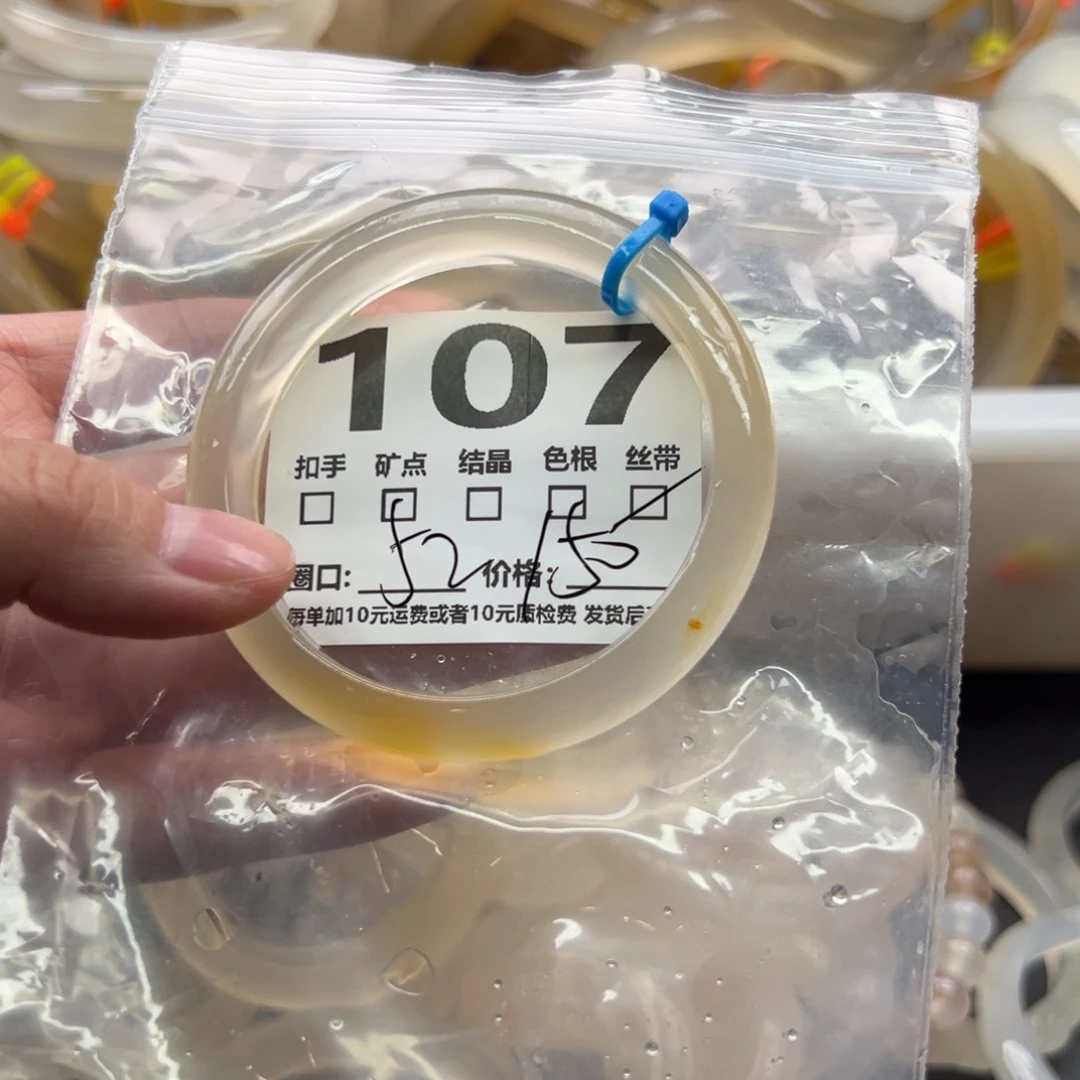 107
扣手 矿点 结晶 色根 丝带
圈口: 52 价格: 150
每单加10元运费或者10元质检费 发货后